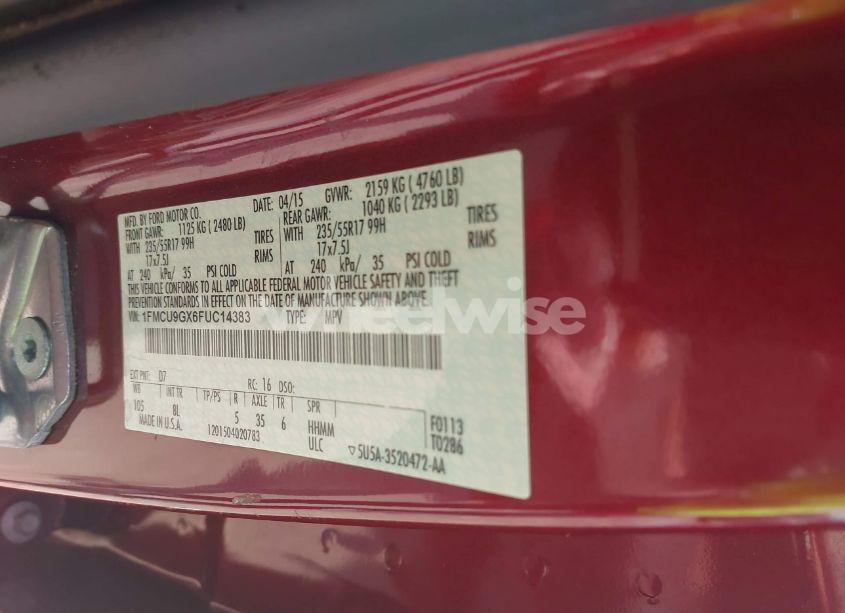 MFD. BY FORD MOTOR CO.
DATE: 04/15 GVWR: 2159 KG ( 4760 LB)
FRONT GAWR: 1125 KG ( 2480 LB) REAR GAWR: 1040 KG ( 2293 LB)
WITH 235/55R17 99H TIRES WITH 235/55R17 99H TIRES
17x7.5J RIMS 17x7.5J RIMS
AT 240 kPa/ 35 PSI COLD AT 240 kPa/ 35 PSI COLD
THIS VEHICLE CONFORMS TO ALL APPLICABLE FEDERAL MOTOR VEHICLE SAFETY AND THEFT
PREVENTION STANDARDS IN EFFECT ON THE DATE OF MANUFACTURE SHOWN ABOVE.
VIN: 1FMCU9GX6FUC14383 TYPE: MPV
wheelwise
EXT PNT: D7 RC: 16 DSO:
WB INT TR TP/PS R AXLE TR SPR
105 8L 5 35 6 HHMM F0113
MADE IN U.S.A. 1201504020783 ULC T0286
▽5U5A-3520472-AA